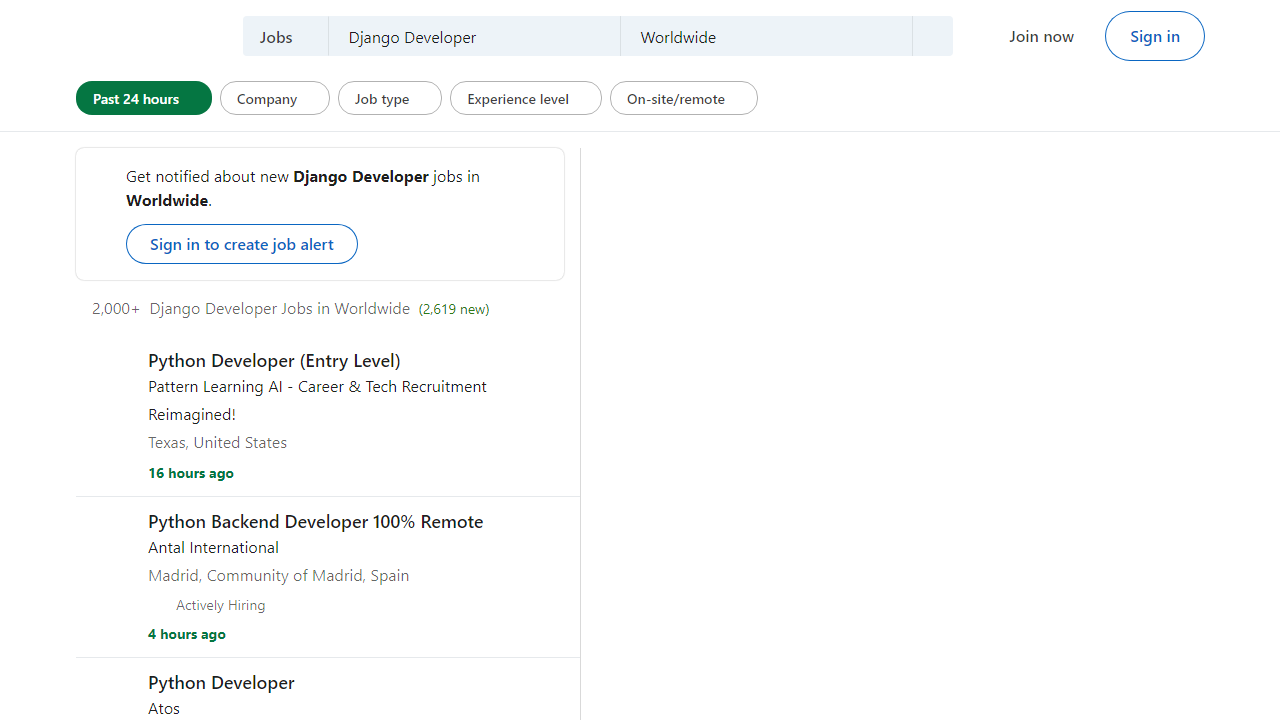 Jobs
Django Developer
Worldwide
Join now
Sign in
Past 24 hours
Company
Job type
Experience level
On-site/remote
Get notified about new Django Developer jobs in
Worldwide.
Sign in to create job alert
2,000+ Django Developer Jobs in Worldwide (2,619 new)
Python Developer (Entry Level)
Pattern Learning AI - Career & Tech Recruitment
Reimagined!
Texas, United States
16 hours ago
Python Backend Developer 100% Remote
Antal International
Madrid, Community of Madrid, Spain
Actively Hiring
4 hours ago
Python Developer
Atos